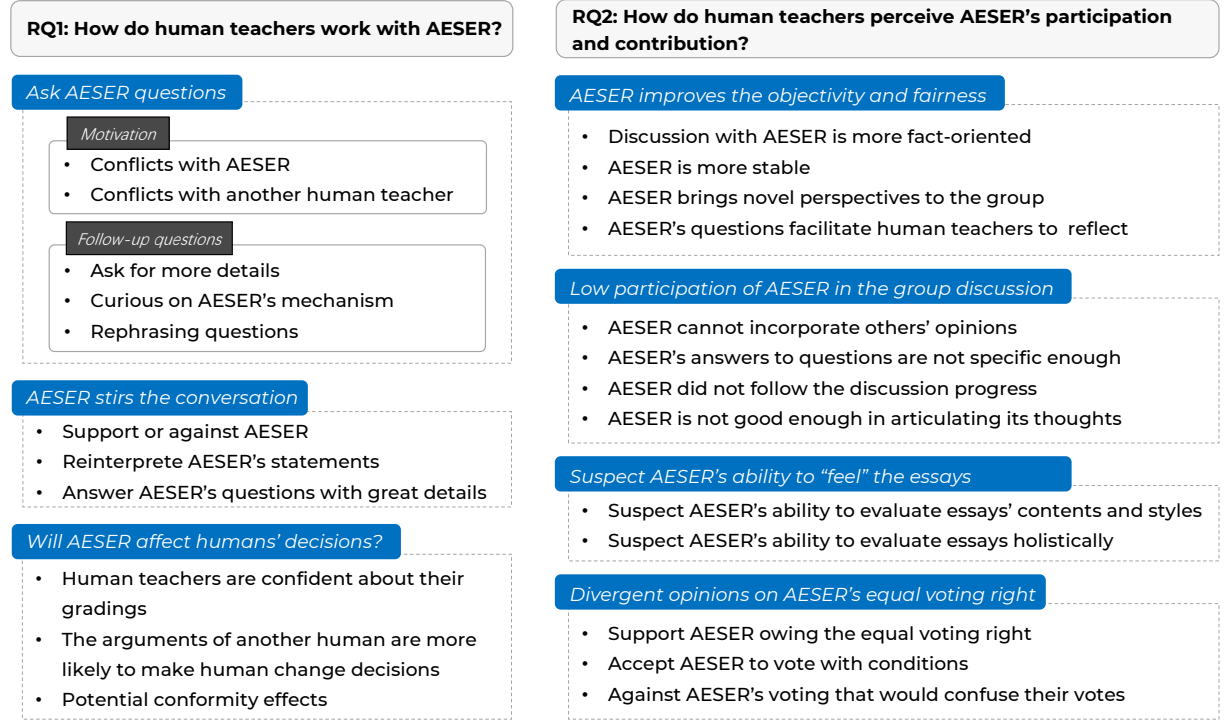 RQ1: How do human teachers work with AESER?
Ask AESER questions
Motivation
• Conflicts with AESER
• Conflicts with another human teacher
Follow-up questions
• Ask for more details
• Curious on AESER's mechanism
• Rephrasing questions
AESER stirs the conversation
• Support or against AESER
• Reinterprete AESER's statements
• Answer AESER's questions with great details
Will AESER affect humans' decisions?
• Human teachers are confident about their
gradings
• The arguments of another human are more
likely to make human change decisions
• Potential conformity effects
RQ2: How do human teachers perceive AESER's participation
and contribution?
AESER improves the objectivity and fairness
• Discussion with AESER is more fact-oriented
• AESER is more stable
• AESER brings novel perspectives to the group
• AESER's questions facilitate human teachers to reflect
Low participation of AESER in the group discussion
• AESER cannot incorporate others' opinions
• AESER's answers to questions are not specific enough
• AESER did not follow the discussion progress
• AESER is not good enough in articulating its thoughts
Suspect AESER's ability to "feel" the essays
• Suspect AESER's ability to evaluate essays' contents and styles
• Suspect AESER's ability to evaluate essays holistically
Divergent opinions on AESER's equal voting right
• Support AESER owing the equal voting right
• Accept AESER to vote with conditions
• Against AESER's voting that would confuse their votes